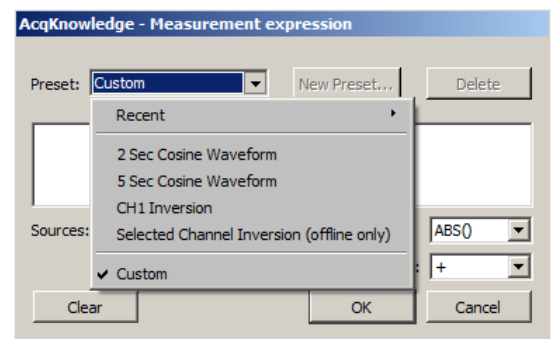 AcqKnowledge - Measurement expression
Preset: Custom New Preset... Delete
Recent
2 Sec Cosine Waveform
5 Sec Cosine Waveform
CH1 Inversion
Sources: Selected Channel Inversion (offline only) ABS()
Custom : +
Clear OK Cancel